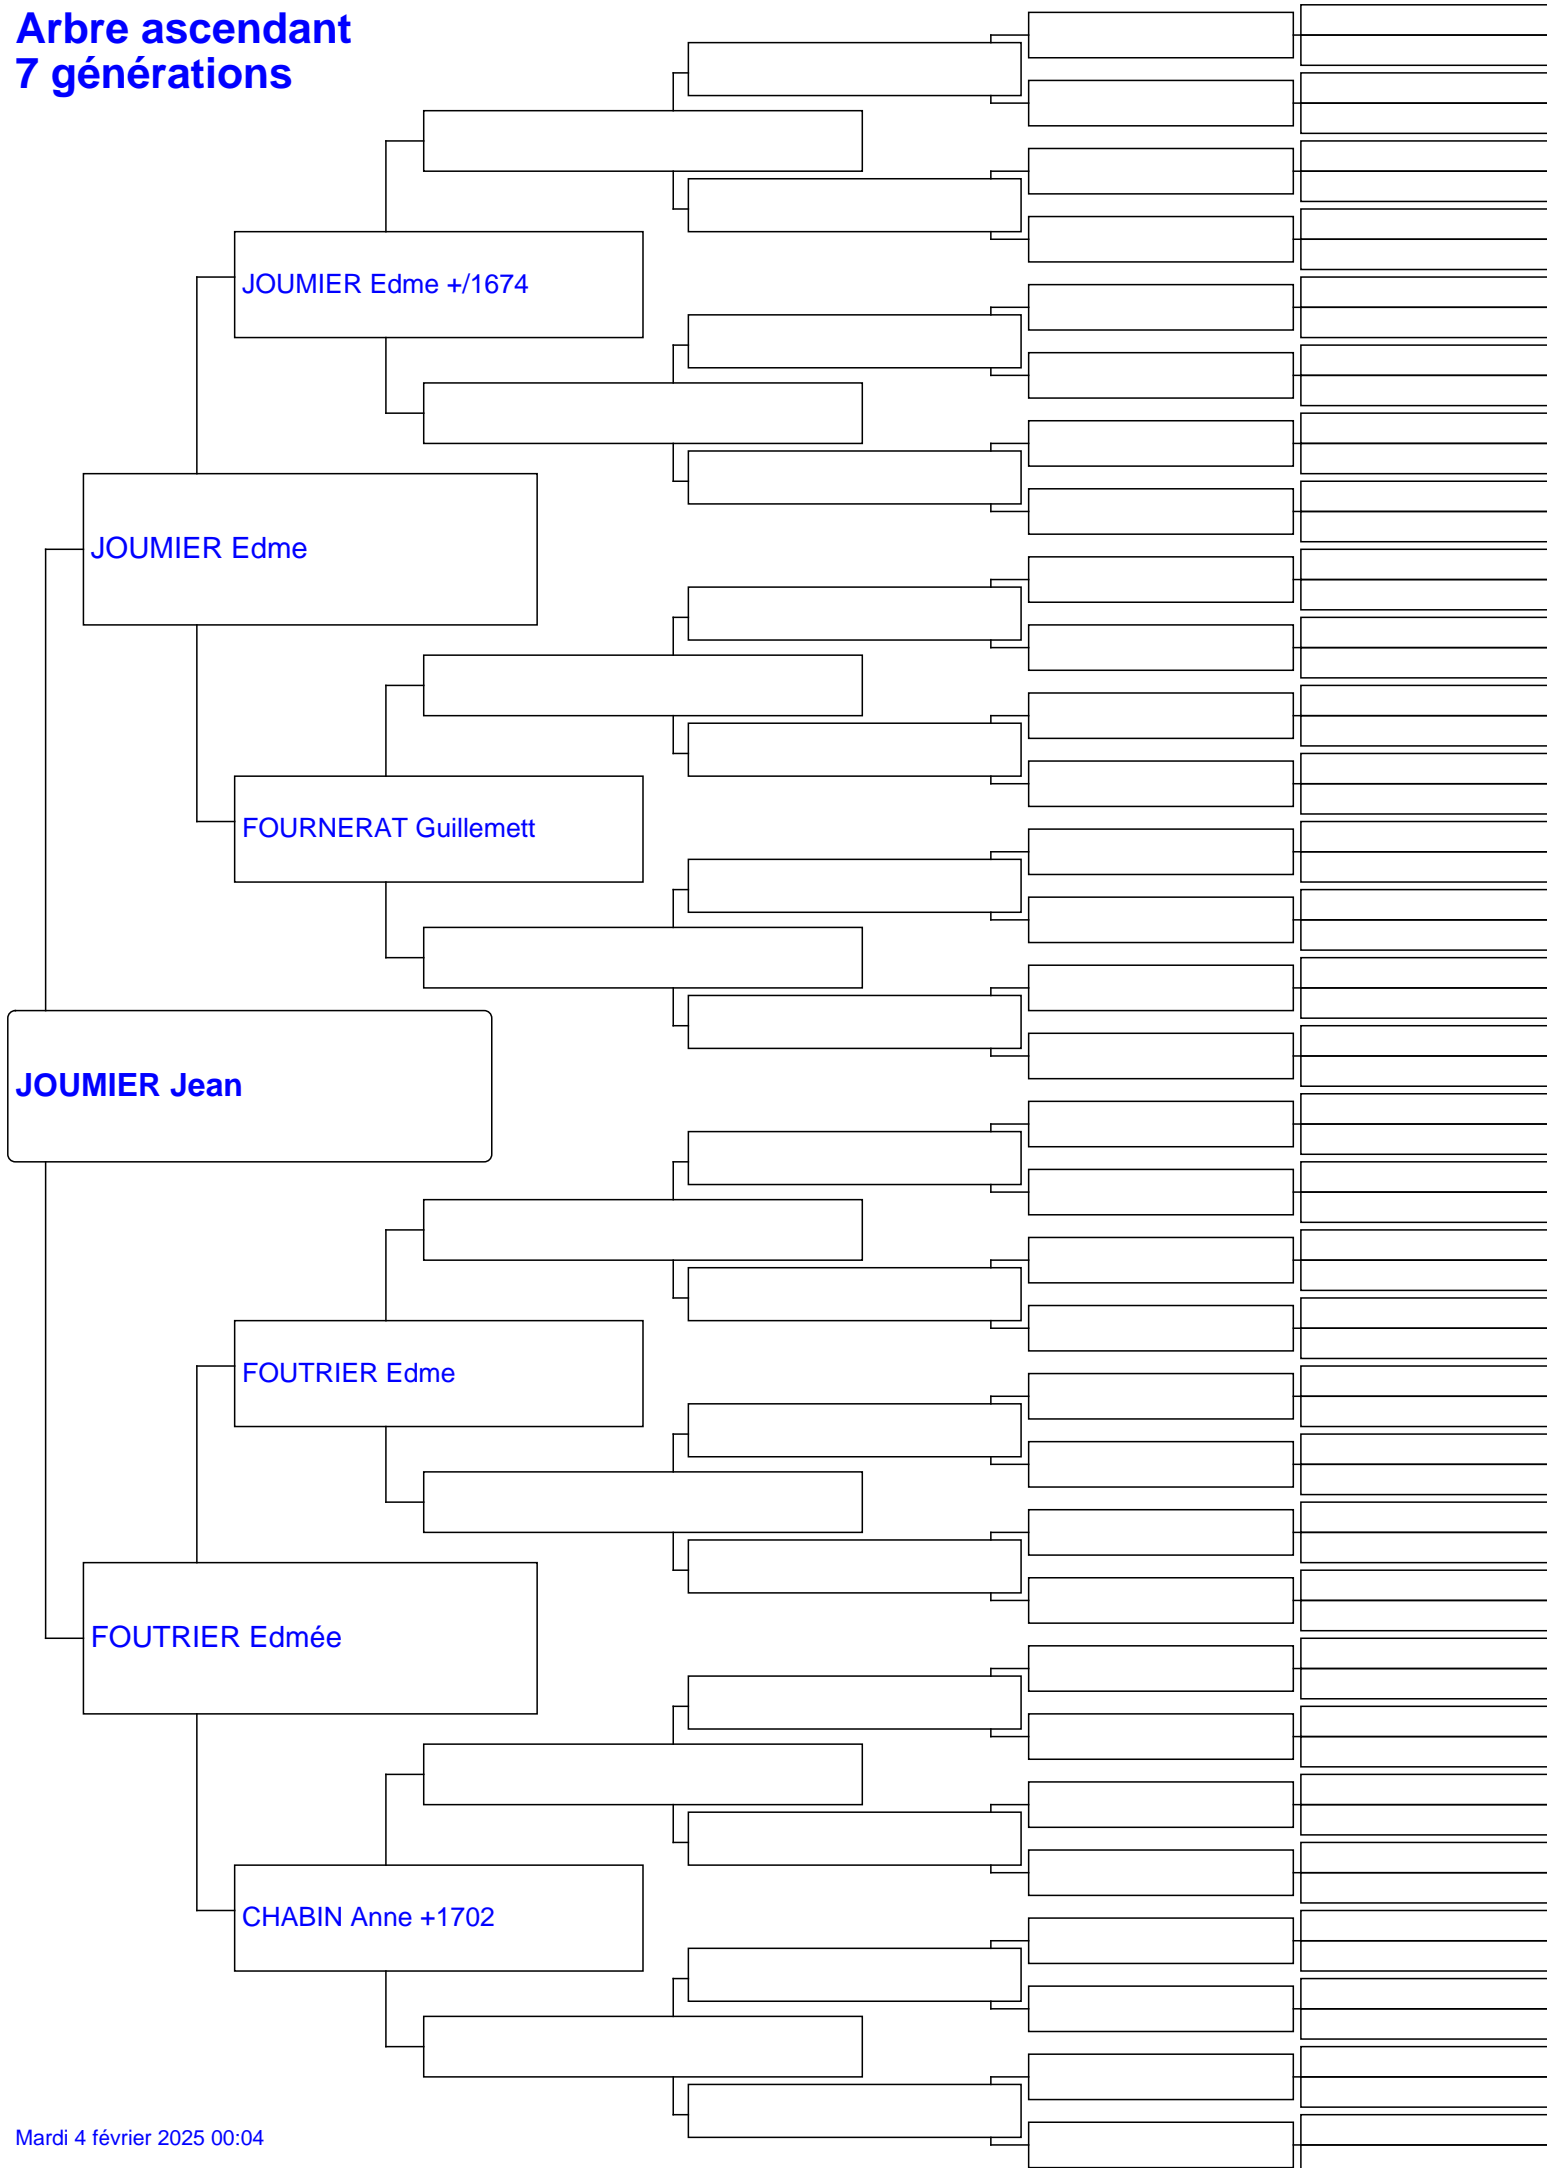 Arbre ascendant
7 générations
JOUMIER Edme +/1674
JOUMIER Edme
FOURNERAT Guillemett
JOUMIER Jean
FOUTRIER Edme
FOUTRIER Edmée
CHABIN Anne +1702
Mardi 4 février 2025 00:04